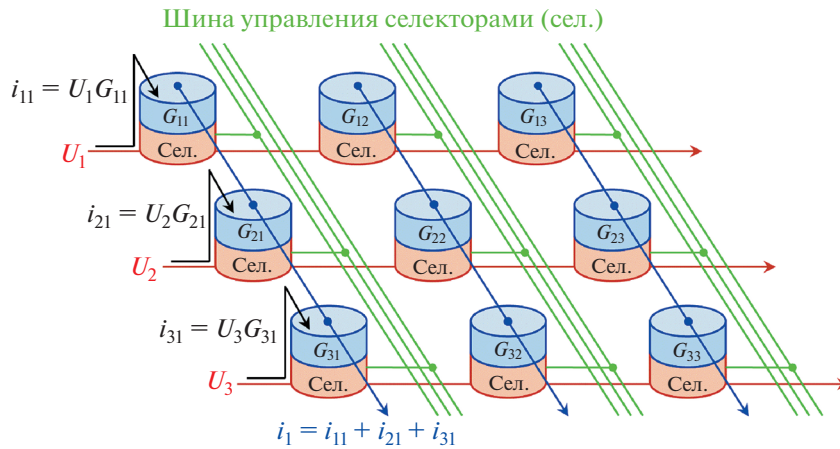 Шина управления селекторами (сел.)
i₁₁ = U₁G₁₁
G₁₁
G₁₂
G₁₃
U₁
Сел.
Сел.
Сел.
i₂₁ = U₂G₂₁
G₂₁
G₂₂
G₂₃
U₂
Сел.
Сел.
Сел.
i₃₁ = U₃G₃₁
G₃₁
G₃₂
G₃₃
U₃
Сел.
Сел.
Сел.
i₁ = i₁₁ + i₂₁ + i₃₁